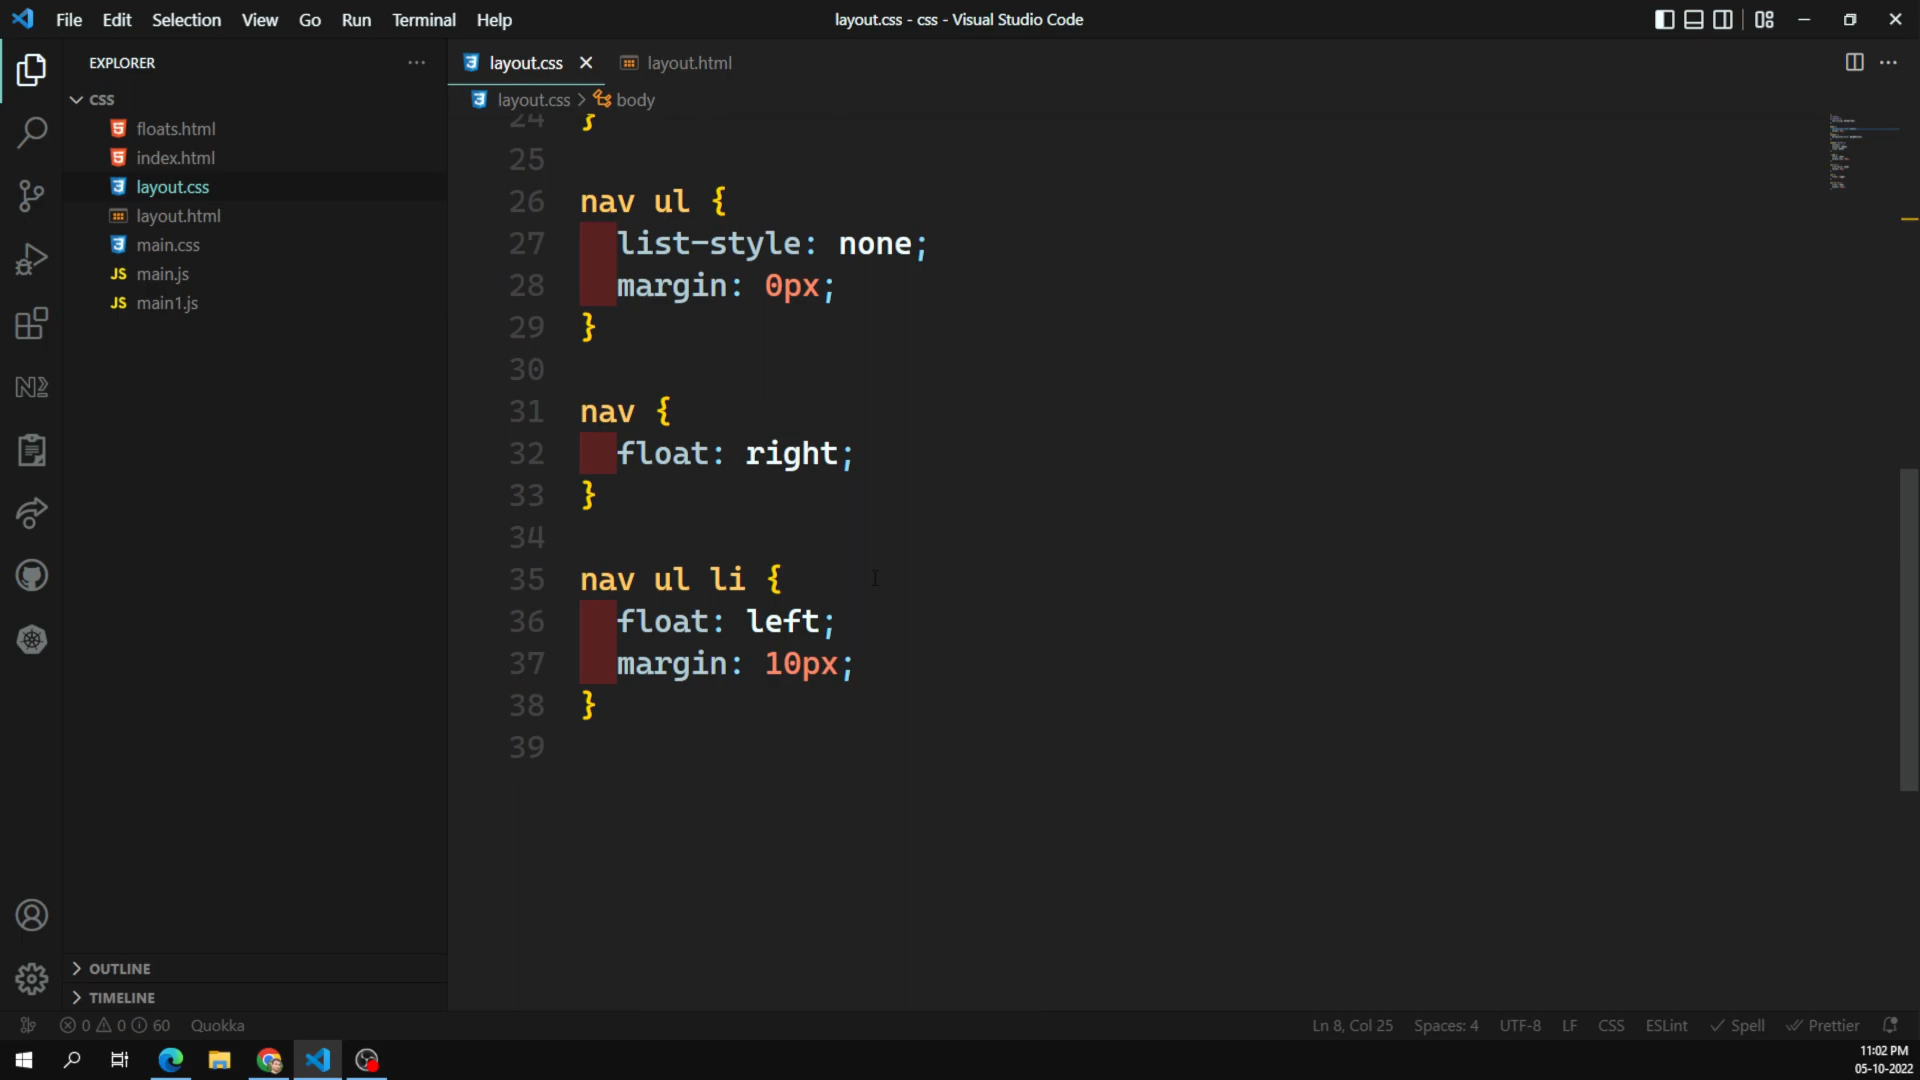 File Edit Selection View Go Run Terminal Help
layout.css - css - Visual Studio Code
EXPLORER
CSS
floats.html
index.html
layout.css
layout.html
main.css
JS main.js
JS main1.js
OUTLINE
TIMELINE
layout.css
layout.html
layout.css > body
24 }
25
26 nav ul {
27 list-style: none;
28 margin: 0px;
29 }
30
31 nav {
32 float: right;
33 }
34
35 nav ul li {
36 float: left;
37 margin: 10px;
38 }
39
0 0 60 Quokka
Ln 8, Col 25 Spaces: 4 UTF-8 LF CSS ESLint Spell Prettier
11:02 PM
05-10-2022